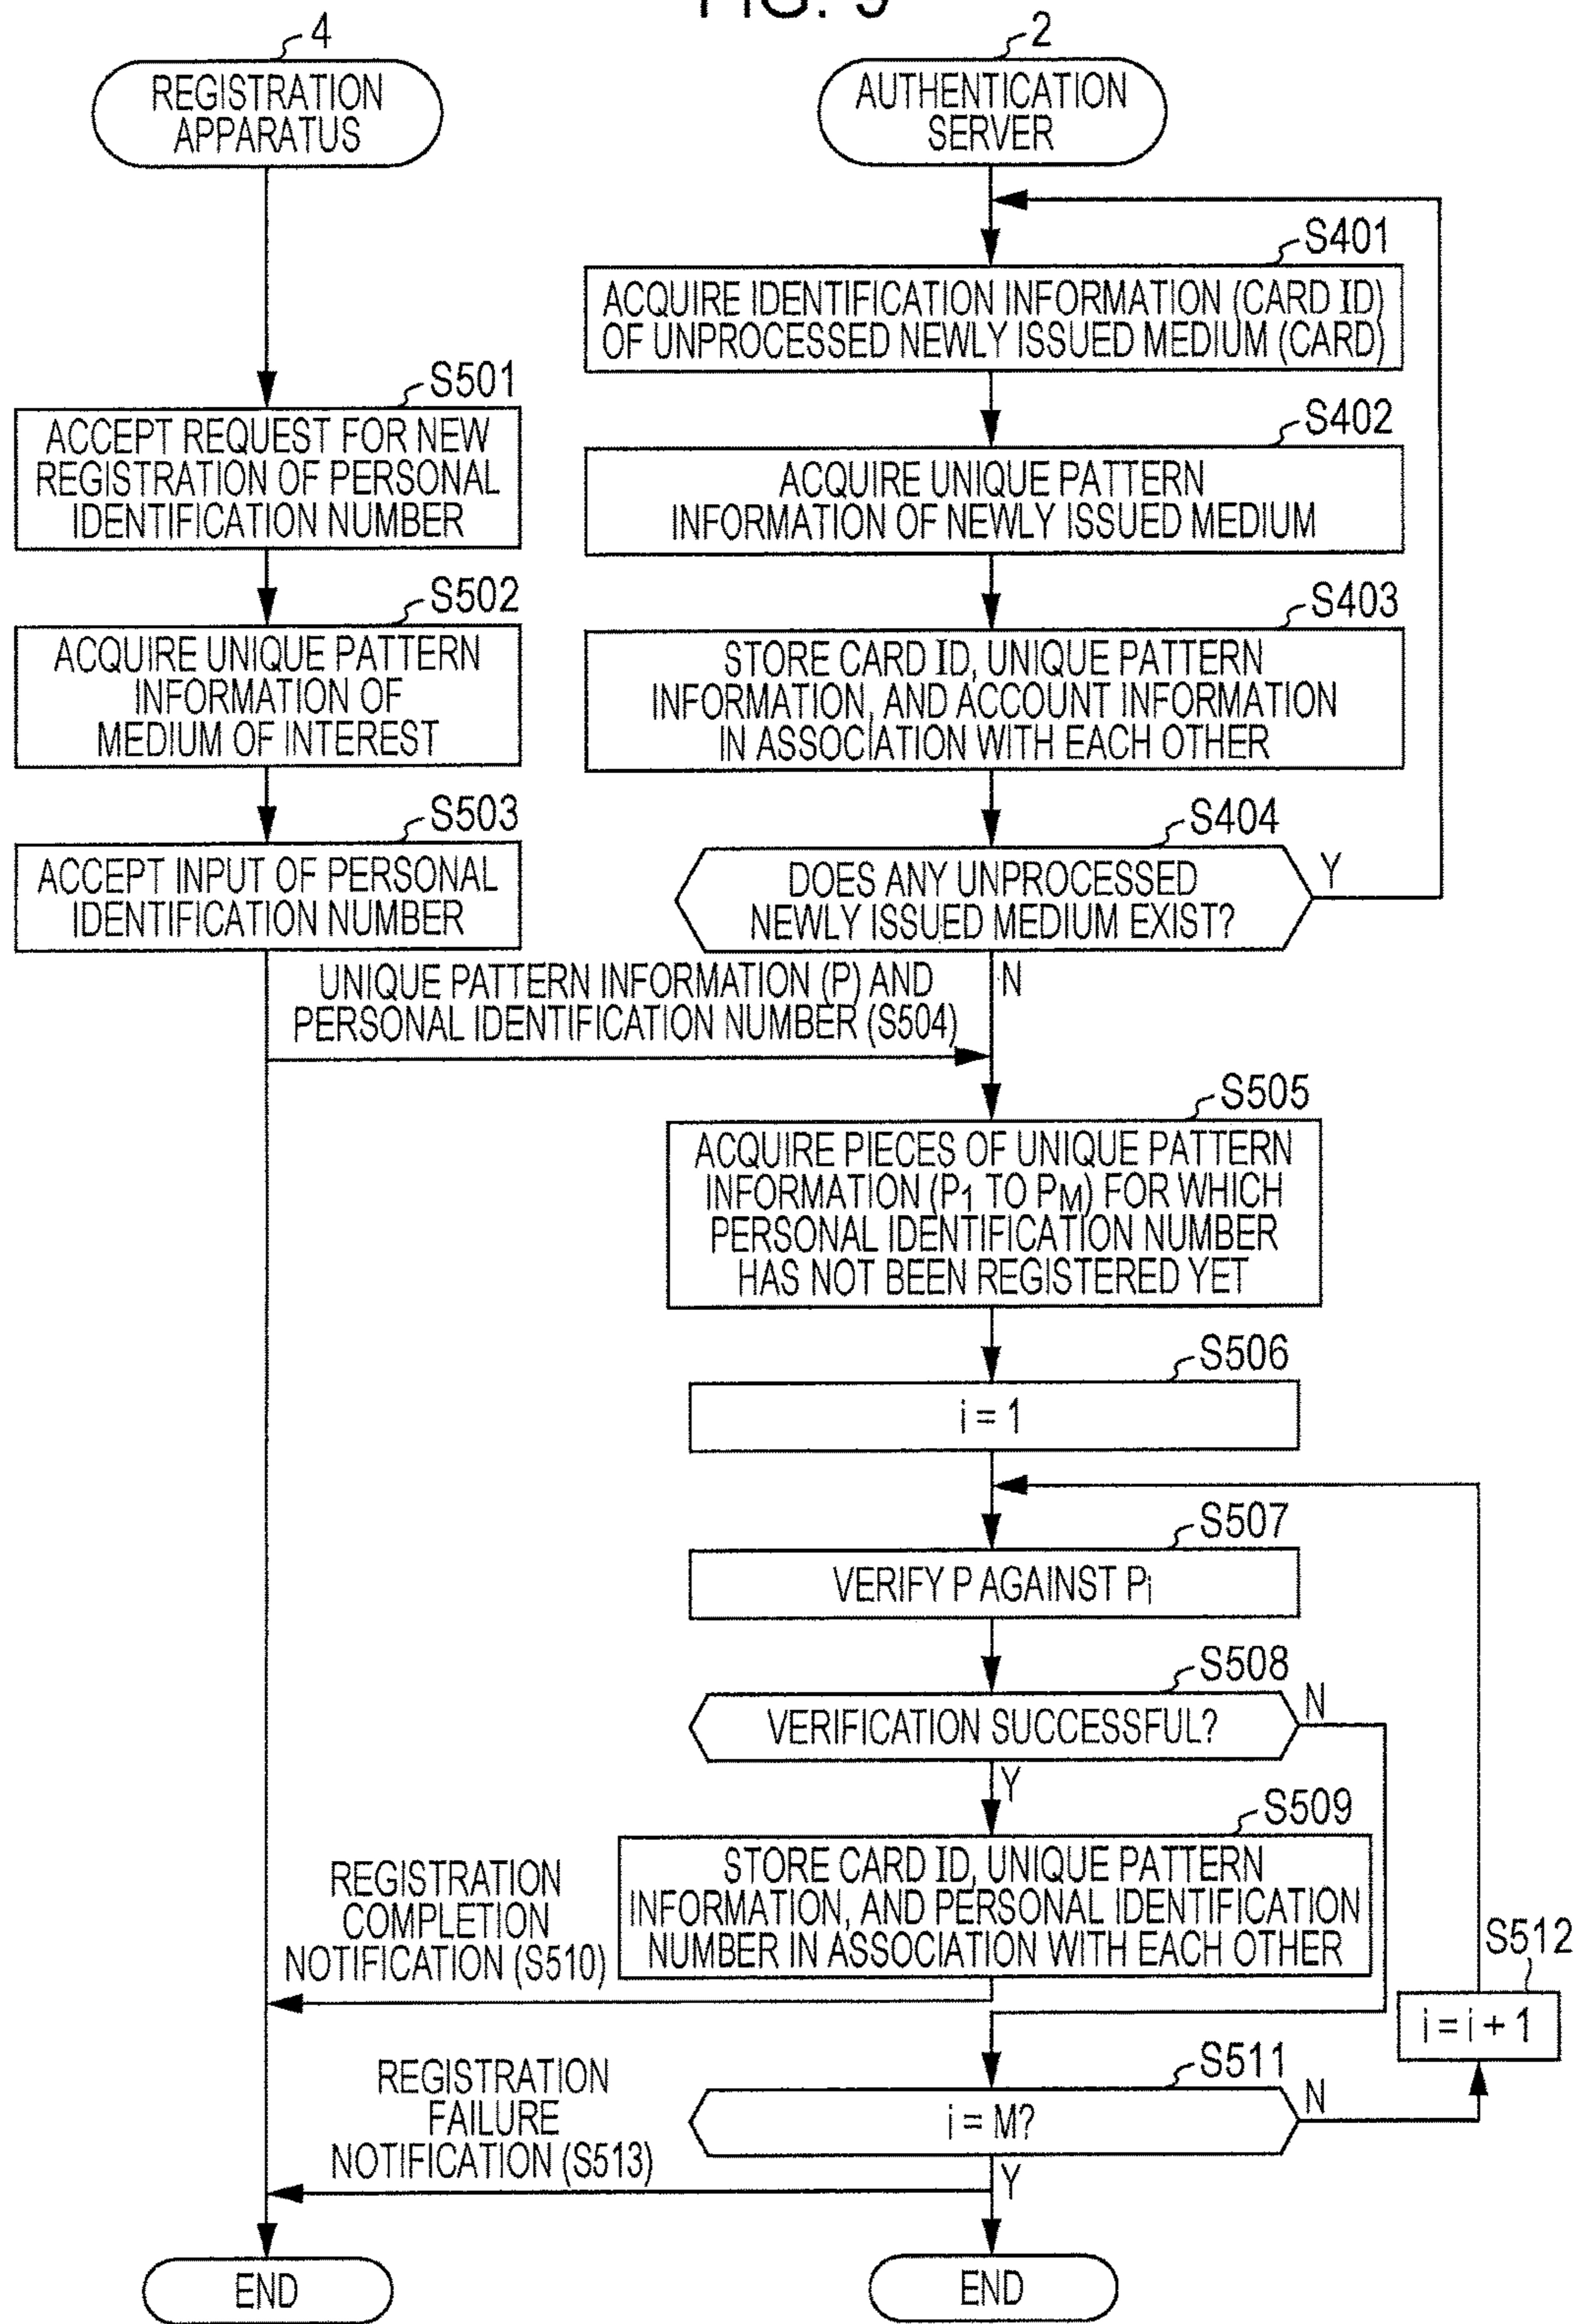 FIG. 9
4
REGISTRATION
APPARATUS
2
AUTHENTICATION
SERVER
S401
ACQUIRE IDENTIFICATION INFORMATION (CARD ID)
OF UNPROCESSED NEWLY ISSUED MEDIUM (CARD)
S501
ACCEPT REQUEST FOR NEW
REGISTRATION OF PERSONAL
IDENTIFICATION NUMBER
S402
ACQUIRE UNIQUE PATTERN
INFORMATION OF NEWLY ISSUED MEDIUM
S502
ACQUIRE UNIQUE PATTERN
INFORMATION OF
MEDIUM OF INTEREST
S403
STORE CARD ID, UNIQUE PATTERN
INFORMATION, AND ACCOUNT INFORMATION
IN ASSOCIATION WITH EACH OTHER
S503
ACCEPT INPUT OF PERSONAL
IDENTIFICATION NUMBER
S404
DOES ANY UNPROCESSED
NEWLY ISSUED MEDIUM EXIST?
Y
N
UNIQUE PATTERN INFORMATION (P) AND
PERSONAL IDENTIFICATION NUMBER (S504)
S505
ACQUIRE PIECES OF UNIQUE PATTERN
INFORMATION (P1 TO PM) FOR WHICH
PERSONAL IDENTIFICATION NUMBER
HAS NOT BEEN REGISTERED YET
S506
i = 1
S507
VERIFY P AGAINST Pi
S508
VERIFICATION SUCCESSFUL?
N
Y
S509
STORE CARD ID, UNIQUE PATTERN
INFORMATION, AND PERSONAL IDENTIFICATION
NUMBER IN ASSOCIATION WITH EACH OTHER
REGISTRATION
COMPLETION
NOTIFICATION (S510)
S512
i = i + 1
S511
i = M?
N
Y
REGISTRATION
FAILURE
NOTIFICATION (S513)
END
END